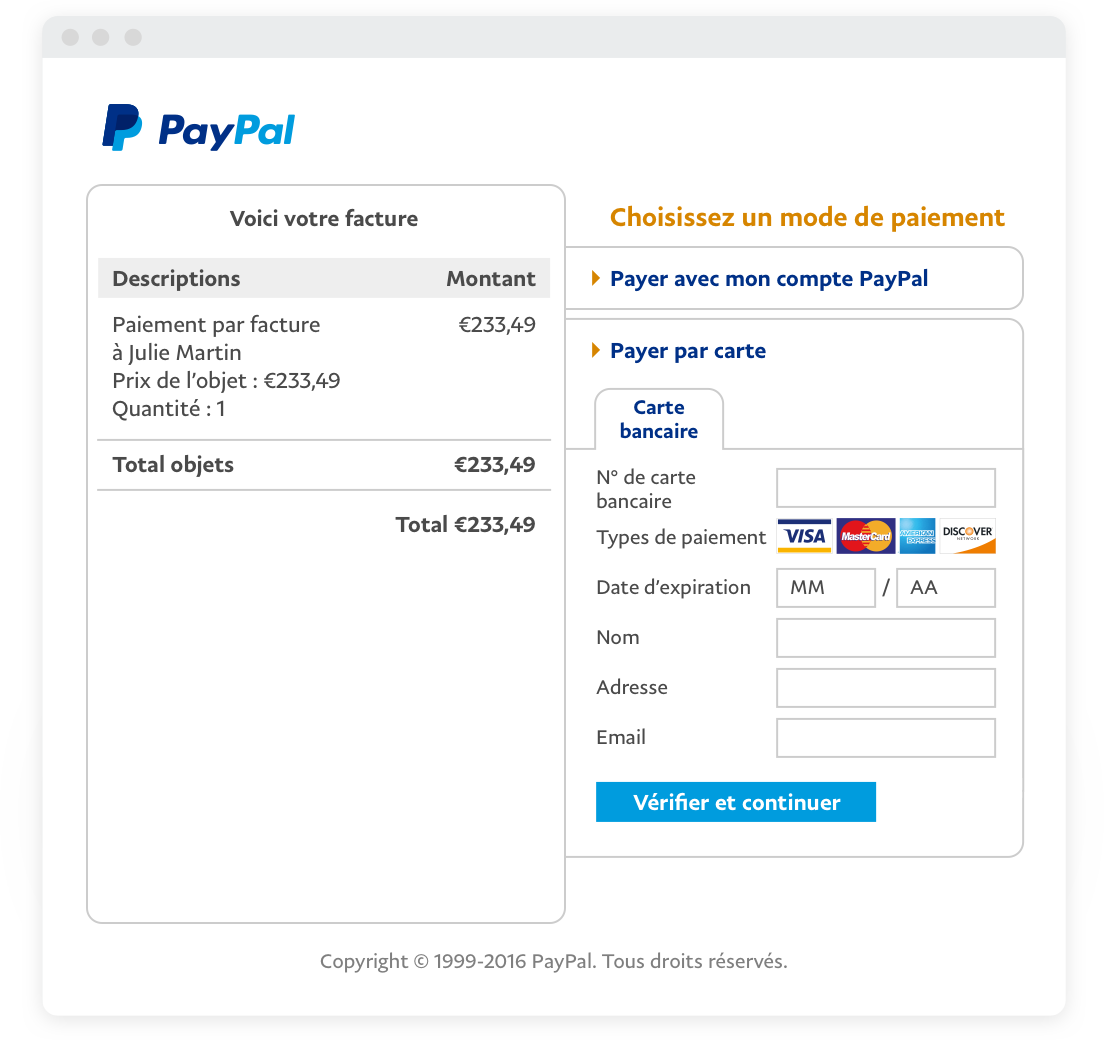 PayPal
Voici votre facture
Descriptions Montant
Paiement par facture €233,49
à Julie Martin
Prix de l'objet : €233,49
Quantité : 1
Total objets €233,49
Total €233,49
Choisissez un mode de paiement
Payer avec mon compte PayPal
Payer par carte
Carte
bancaire
N° de carte
bancaire
Types de paiement VISA MasterCard AMERICAN EXPRESS DISCOVER NETWORK
Date d'expiration MM / AA
Nom
Adresse
Email
Vérifier et continuer
Copyright © 1999-2016 PayPal. Tous droits réservés.